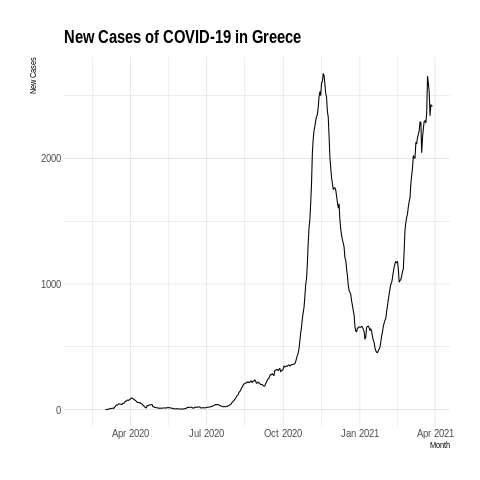 New Cases of COVID-19 in Greece
New Cases
2000
1000
0
Apr 2020
Jul 2020
Oct 2020
Jan 2021
Apr 2021
Month